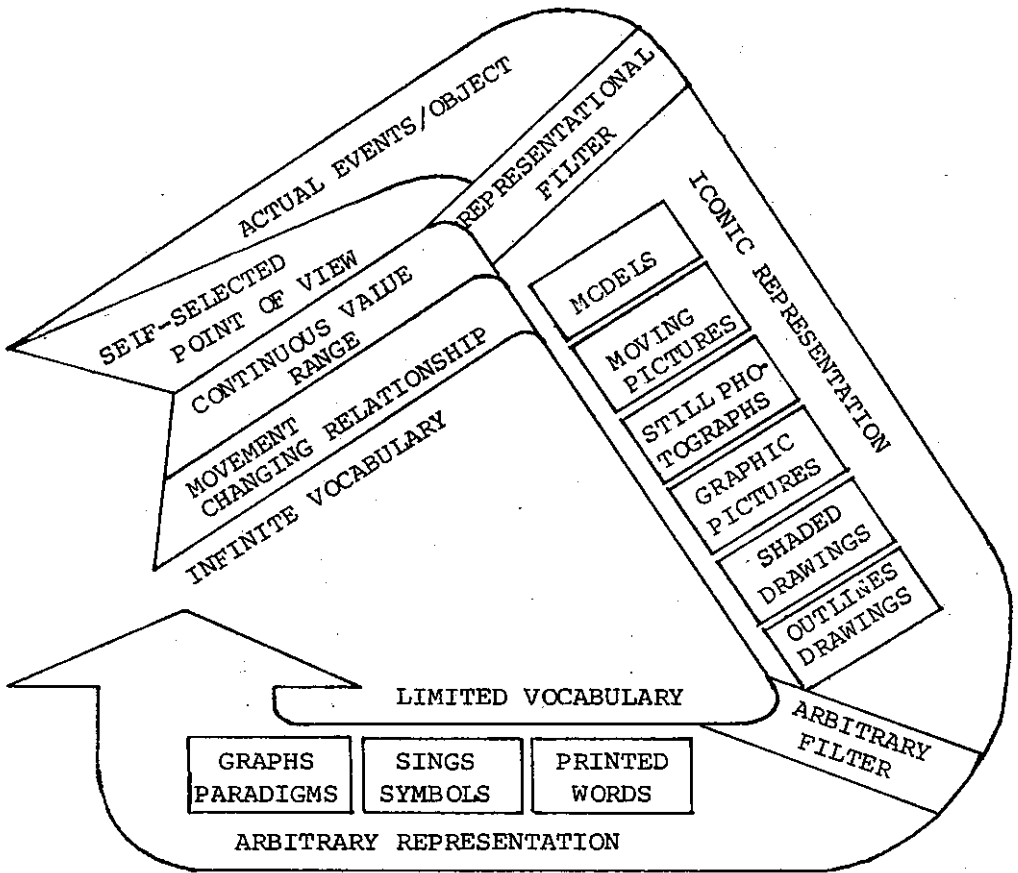 ACTUAL EVENTS/OBJECT
SEIF-SELECTED
POINT OF VIEW
CONTINUOUS VALUE
RANGE
MOVEMENT
CHANGING RELATIONSHIP
INFINITE VOCABULARY
REPRESENTATIONAL
FILTER
ICONIC REPRESENTATION
MCDELS
MOVING
PICTURES
STILL PHO-
TOGRAPHS
GRAPHIC
PICTURES
SHADED
DRAWINGS
OUTLINES
DRAWINGS
ARBITRARY
FILTER
LIMITED VOCABULARY
GRAPHS
PARADIGMS
SINGS
SYMBOLS
PRINTED
WORDS
ARBITRARY REPRESENTATION